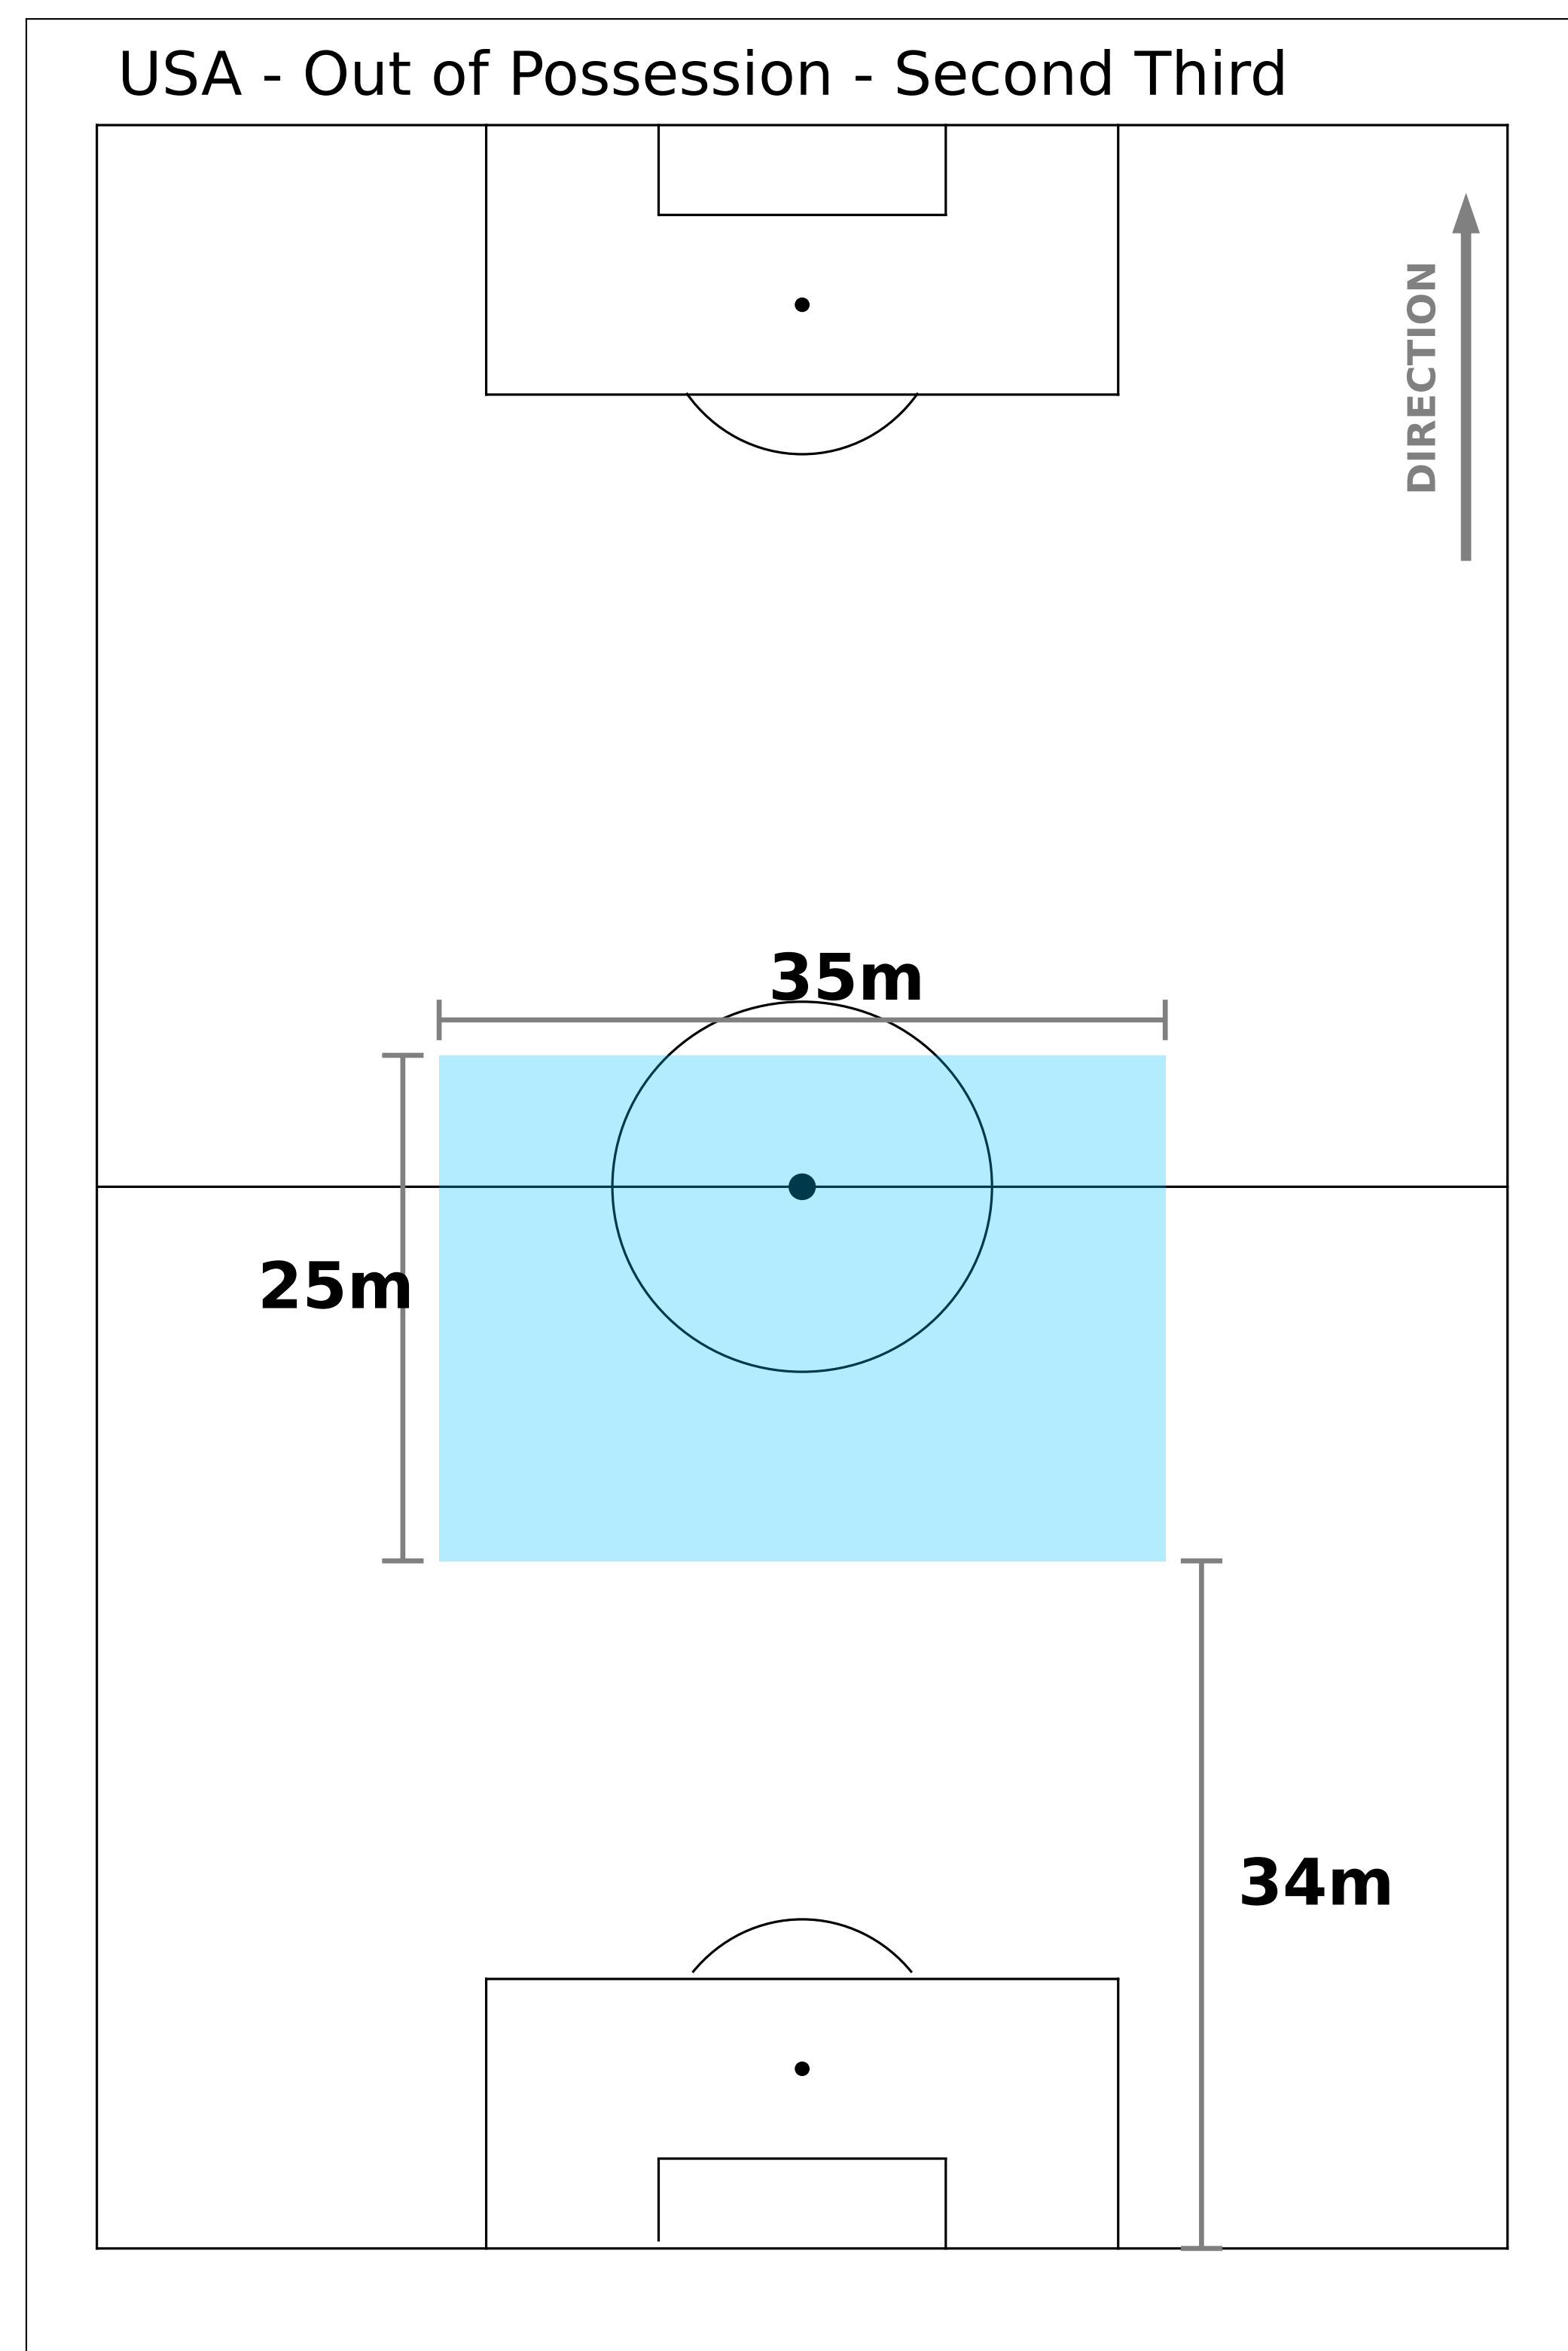 USA - Out of Possession - Second Third
DIRECTION
35m
25m
34m